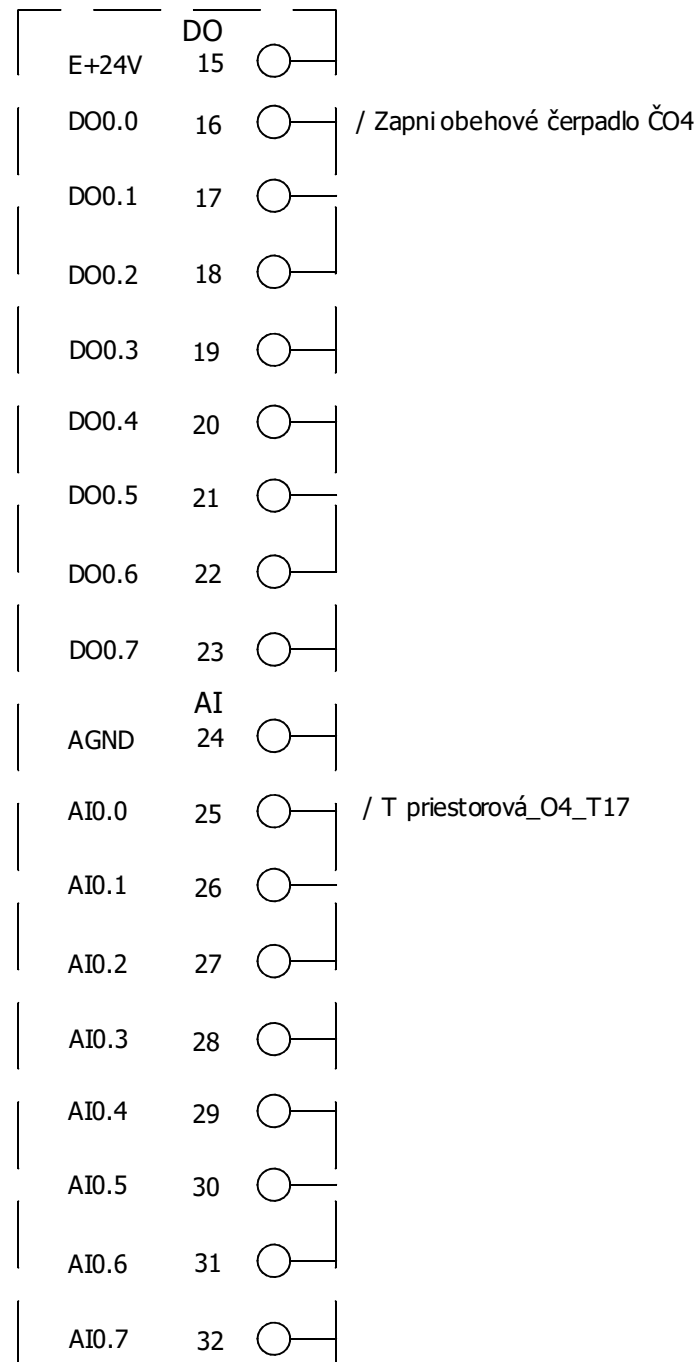 DO
E+24V 15
DO0.0 16 / Zapni obehové čerpadlo ČO4
DO0.1 17
DO0.2 18
DO0.3 19
DO0.4 20
DO0.5 21
DO0.6 22
DO0.7 23
AI
AGND 24
AI0.0 25 / T priestorová_O4_T17
AI0.1 26
AI0.2 27
AI0.3 28
AI0.4 29
AI0.5 30
AI0.6 31
AI0.7 32